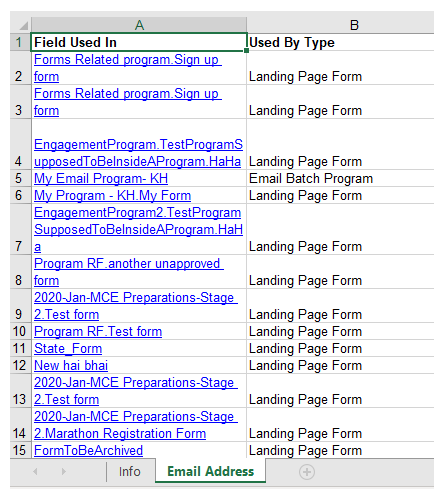 A B
1 Field Used In Used By Type
Forms Related program.Sign up
2 form Landing Page Form
Forms Related program.Sign up
3 form Landing Page Form
EngagementProgram.TestProgramS
4 upposedToBeInsideAProgram.HaHa Landing Page Form
5 My Email Program- KH Email Batch Program
6 My Program - KH.My Form Landing Page Form
EngagementProgram2.TestProgram
SupposedToBeInsideAProgram.HaH
7 a Landing Page Form
Program RF.another unapproved
8 form Landing Page Form
2020-Jan-MCE Preparations-Stage
9 2.Test form Landing Page Form
10 Program RF.Test form Landing Page Form
11 State_Form Landing Page Form
12 New hai bhai Landing Page Form
2020-Jan-MCE Preparations-Stage
13 2.Test form Landing Page Form
2020-Jan-MCE Preparations-Stage
14 2.Marathon Registration Form Landing Page Form
15 FormToBeArchived Landing Page Form
Info Email Address